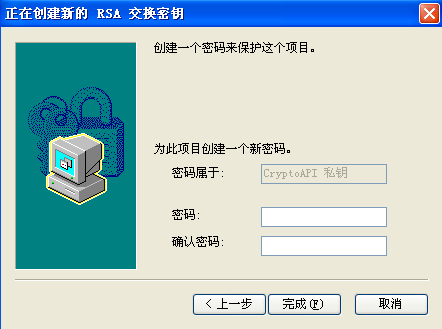 正在创建新的 RSA 交换密钥
创建一个密码来保护这个项目。
为此项目创建一个新密码。
密码属于: CryptoAPI 私钥
密码:
确认密码:
< 上一步 完成(F) 取消